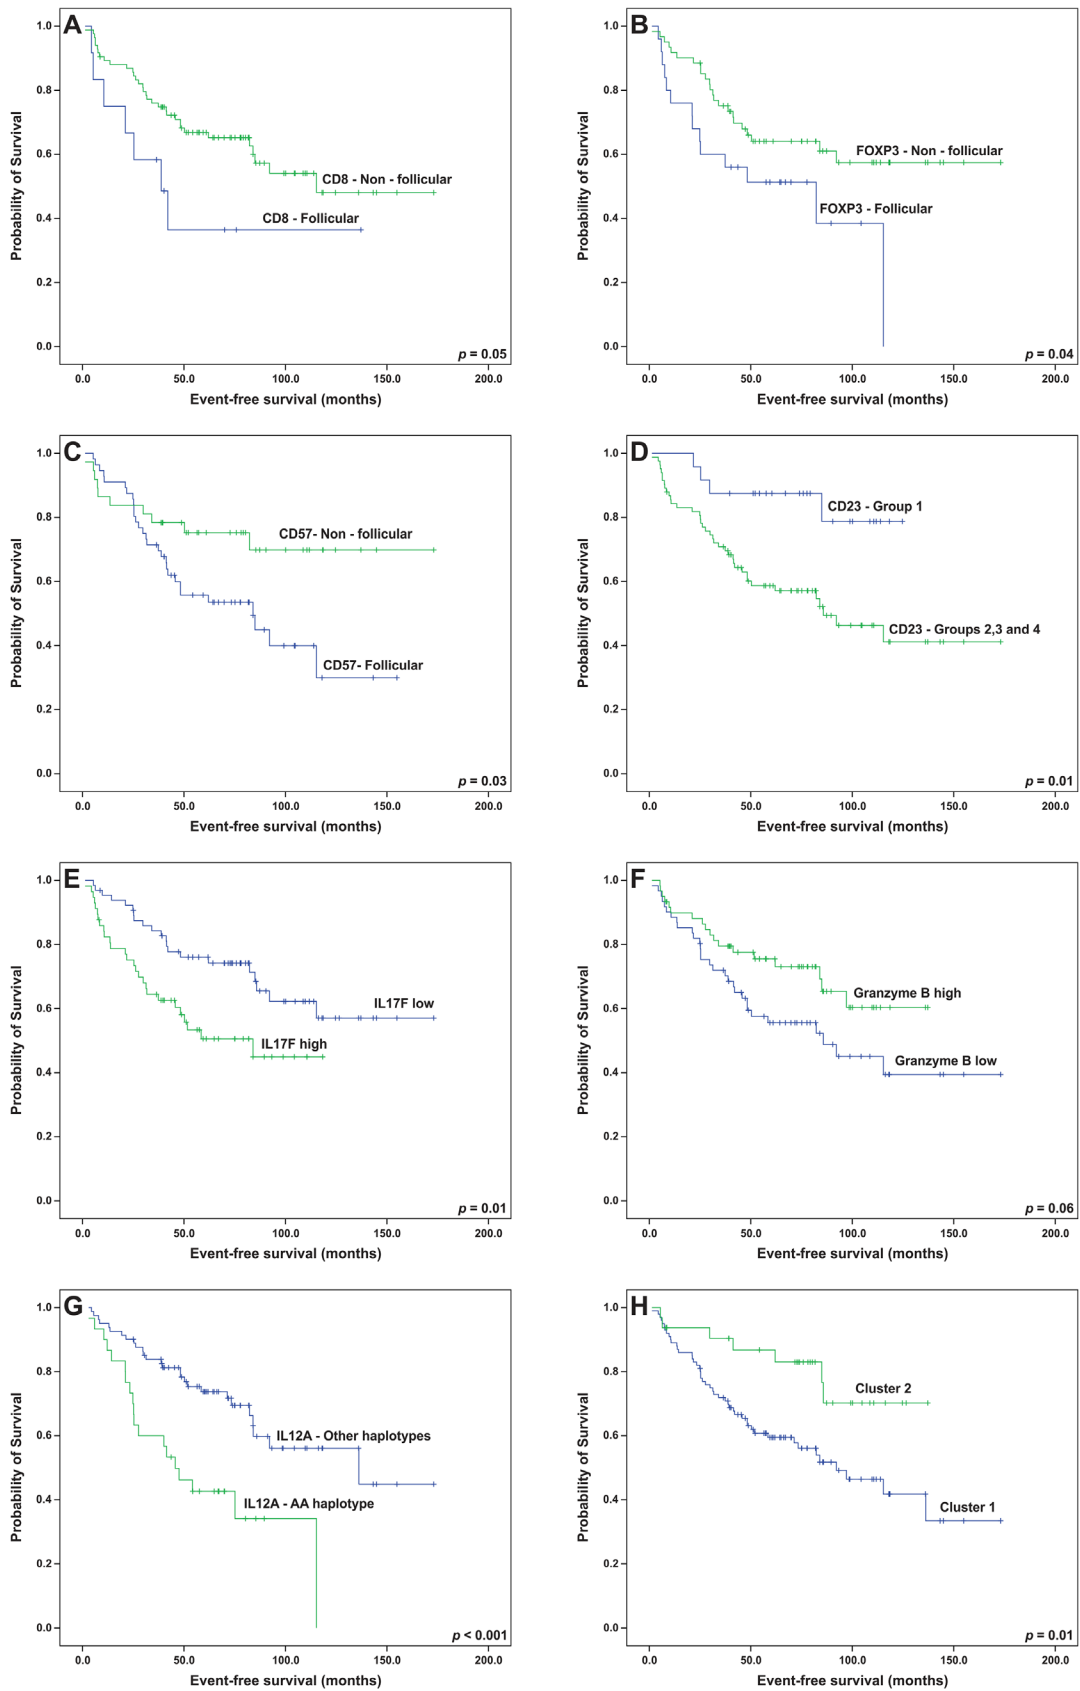 A
Probability of Survival
1.0
0.8
0.6
0.4
0.2
0.0
CD8 - Non - follicular
CD8 - Follicular
p = 0.05
0.0 50.0 100.0 150.0 200.0
Event-free survival (months)
B
Probability of Survival
1.0
0.8
0.6
0.4
0.2
0.0
FOXP3 - Non - follicular
FOXP3 - Follicular
p = 0.04
0.0 50.0 100.0 150.0 200.0
Event-free survival (months)
C
Probability of Survival
1.0
0.8
0.6
0.4
0.2
0.0
CD57- Non - follicular
CD57- Follicular
p = 0.03
0.0 50.0 100.0 150.0 200.0
Event-free survival (months)
D
Probability of Survival
1.0
0.8
0.6
0.4
0.2
0.0
CD23 - Group 1
CD23 - Groups 2,3 and 4
p = 0.01
0.0 50.0 100.0 150.0 200.0
Event-free survival (months)
E
Probability of Survival
1.0
0.8
0.6
0.4
0.2
0.0
IL17F low
IL17F high
p = 0.01
0.0 50.0 100.0 150.0 200.0
Event-free survival (months)
F
Probability of Survival
1.0
0.8
0.6
0.4
0.2
0.0
Granzyme B high
Granzyme B low
p = 0.06
0.0 50.0 100.0 150.0 200.0
Event-free survival (months)
G
Probability of Survival
1.0
0.8
0.6
0.4
0.2
0.0
IL12A - Other haplotypes
IL12A - AA haplotype
p < 0.001
0.0 50.0 100.0 150.0 200.0
Event-free survival (months)
H
Probability of Survival
1.0
0.8
0.6
0.4
0.2
0.0
Cluster 2
Cluster 1
p = 0.01
0.0 50.0 100.0 150.0 200.0
Event-free survival (months)